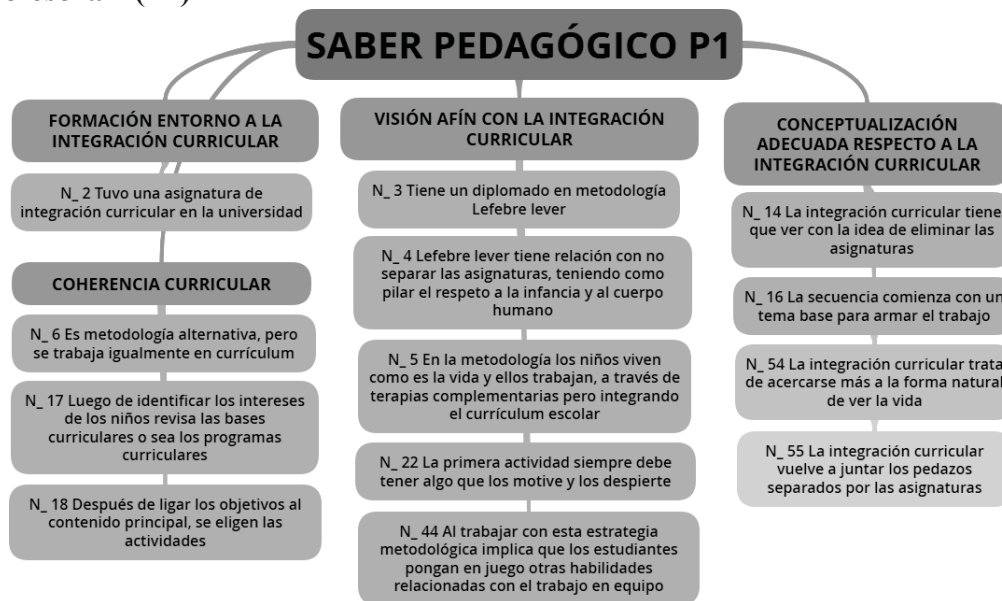 SABER PEDAGÓGICO P1
FORMACIÓN ENTORNO A LA
INTEGRACIÓN CURRICULAR
N_ 2 Tuvo una asignatura de
integración curricular en la universidad
COHERENCIA CURRICULAR
N_ 6 Es metodología alternativa, pero
se trabaja igualmente en currículum
N_ 17 Luego de identificar los intereses
de los niños revisa las bases
curriculares o sea los programas
curriculares
N_ 18 Después de ligar los objetivos al
contenido principal, se eligen las
actividades
VISIÓN AFÍN CON LA INTEGRACIÓN
CURRICULAR
N_ 3 Tiene un diplomado en metodología
Lefebre lever
N_ 4 Lefebre lever tiene relación con no
separar las asignaturas, teniendo como
pilar el respeto a la infancia y al cuerpo
humano
N_ 5 En la metodología los niños viven
como es la vida y ellos trabajan, a través de
terapias complementarias pero integrando
el currículum escolar
N_ 22 La primera actividad siempre debe
tener algo que los motive y los despierte
N_ 44 Al trabajar con esta estrategia
metodológica implica que los estudiantes
pongan en juego otras habilidades
relacionadas con el trabajo en equipo
CONCEPTUALIZACIÓN
ADECUADA RESPECTO A LA
INTEGRACIÓN CURRICULAR
N_ 14 La integración curricular tiene
que ver con la idea de eliminar las
asignaturas
N_ 16 La secuencia comienza con un
tema base para armar el trabajo
N_ 54 La integración curricular trata
de acercarse más a la forma natural
de ver la vida
N_ 55 La integración curricular
vuelve a juntar los pedazos
separados por las asignaturas